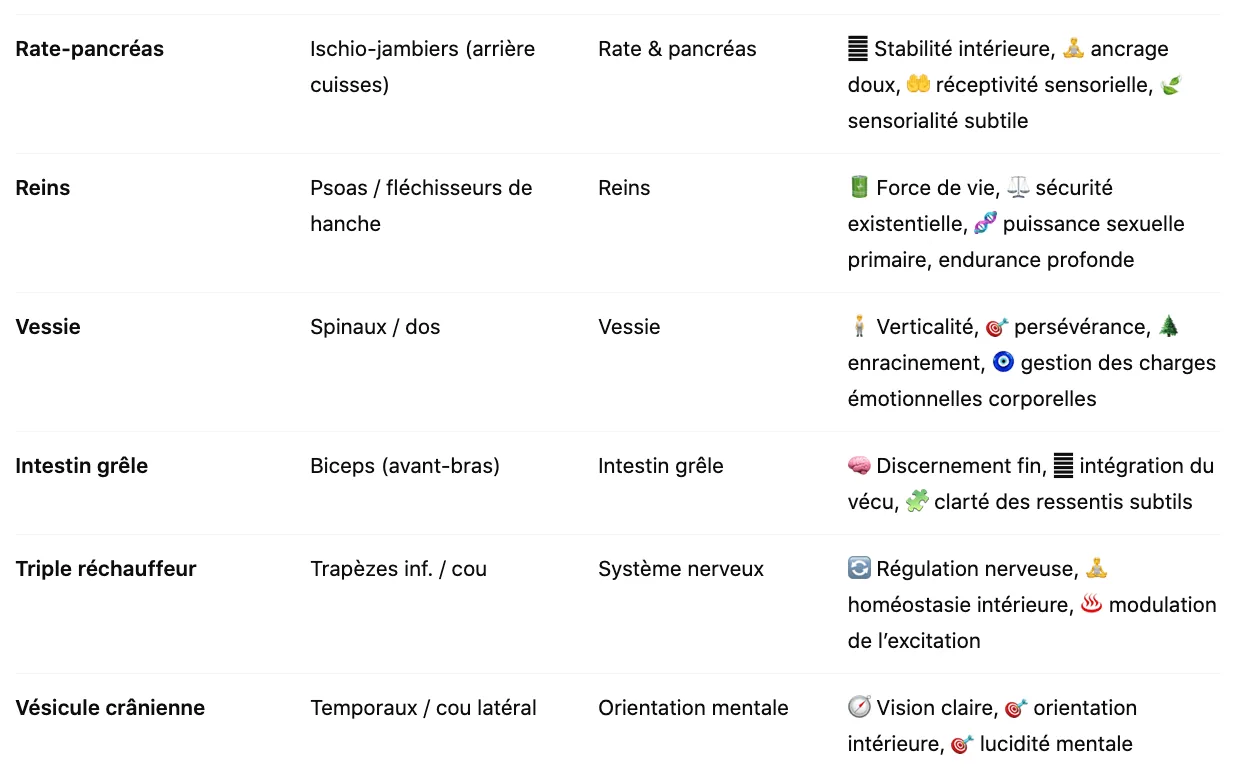 Rate-pancréas
Ischio-jambiers (arrière
cuisses)
Rate & pancréas
𝌆 Stabilité intérieure, 🧘 ancrage
doux, 🤲 réceptivité sensorielle, 🍃
sensorialité subtile
Reins
Psoas / fléchisseurs de
hanche
Reins
🔋 Force de vie, ⚖️ sécurité
existentielle, 🧬 puissance sexuelle
primaire, endurance profonde
Vessie
Spinaux / dos
Vessie
🧍 Verticalité, 🎯 persévérance, 🌲
enracinement, 🧿 gestion des charges
émotionnelles corporelles
Intestin grêle
Biceps (avant-bras)
Intestin grêle
🧠 Discernement fin, 𝌆 intégration du
vécu, 🧩 clarté des ressentis subtils
Triple réchauffeur
Trapèzes inf. / cou
Système nerveux
🔄 Régulation nerveuse, 🧘
homéostasie intérieure, ♨️ modulation
de l’excitation
Vésicule crânienne
Temporaux / cou latéral
Orientation mentale
🧭 Vision claire, 🎯 orientation
intérieure, 🎯 lucidité mentale